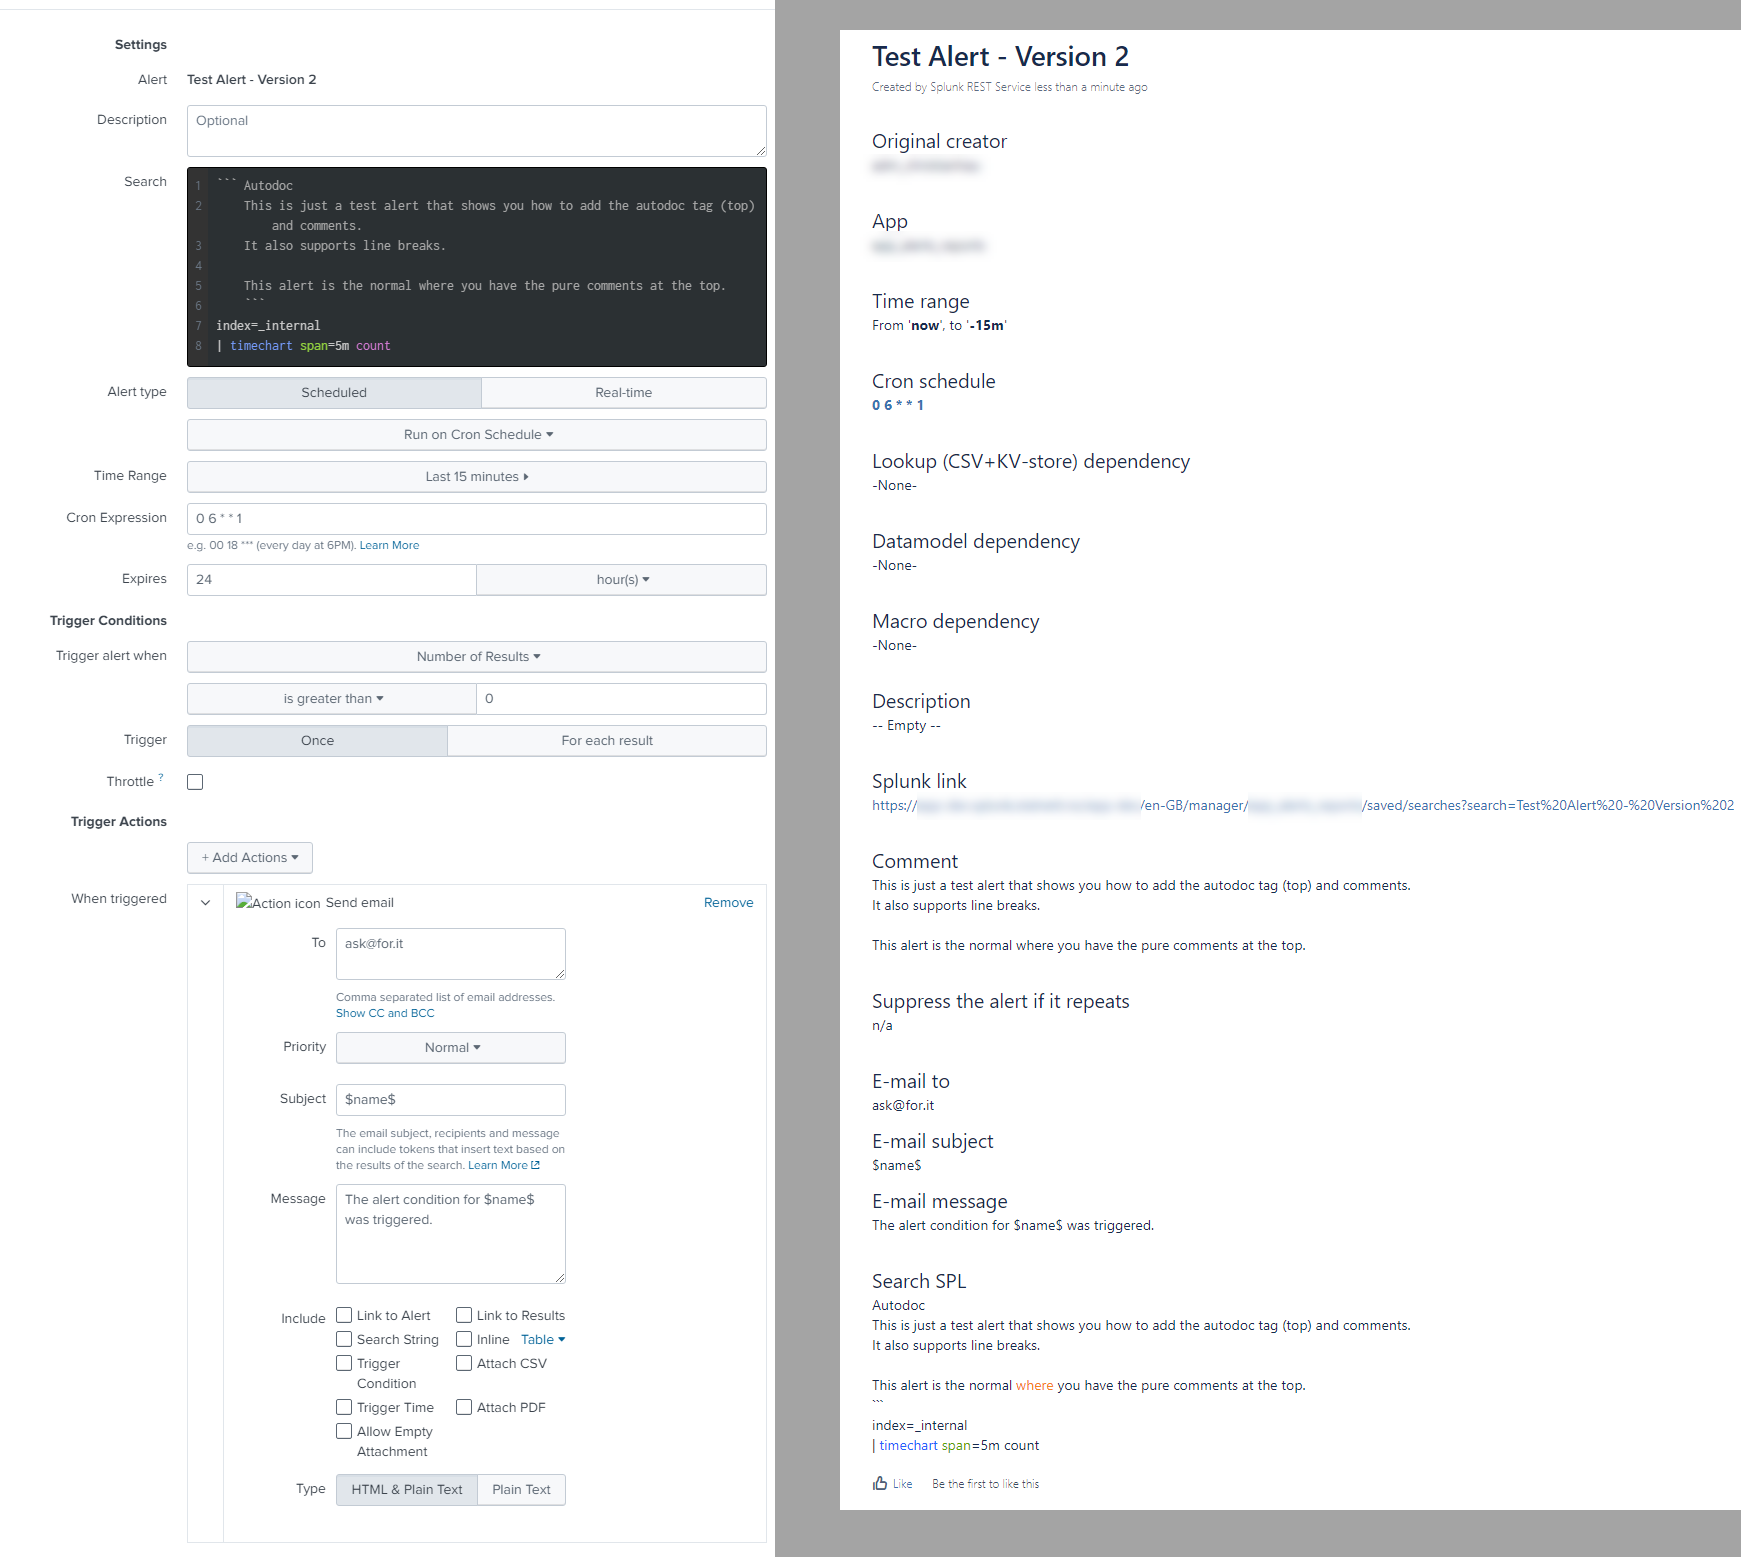 Settings
Alert Test Alert - Version 2
Description Optional
Search
1 ``` Autodoc
2 This is just a test alert that shows you how to add the autodoc tag (top)
and comments.
3 It also supports line breaks.
4
5 This alert is the normal where you have the pure comments at the top.
6 ```
7 index=_internal
8 | timechart span=5m count
Alert type Scheduled Real-time
Run on Cron Schedule
Time Range Last 15 minutes
Cron Expression 0 6 * * 1
e.g. 00 18 *** (every day at 6PM). Learn More
Expires 24 hour(s)
Trigger Conditions
Trigger alert when Number of Results
is greater than 0
Trigger Once For each result
Throttle ?
Trigger Actions
+ Add Actions
When triggered Action icon Send email Remove
To ask@for.it
Comma separated list of email addresses.
Show CC and BCC
Priority Normal
Subject $name$
The email subject, recipients and message
can include tokens that insert text based on
the results of the search. Learn More
Message The alert condition for $name$
was triggered.
Include Link to Alert Link to Results
Search String Inline Table
Trigger Attach CSV
Condition
Trigger Time Attach PDF
Allow Empty
Attachment
Type HTML & Plain Text Plain Text
Test Alert - Version 2
Created by Splunk REST Service less than a minute ago
Original creator
App
Time range
From 'now', to '-15m'
Cron schedule
0 6 * * 1
Lookup (CSV+KV-store) dependency
-None-
Datamodel dependency
-None-
Macro dependency
-None-
Description
-- Empty --
Splunk link
https:// /en-GB/manager/ /saved/searches?search=Test%20Alert%20-%20Version%202
Comment
This is just a test alert that shows you how to add the autodoc tag (top) and comments.
It also supports line breaks.
This alert is the normal where you have the pure comments at the top.
Suppress the alert if it repeats
n/a
E-mail to
ask@for.it
E-mail subject
$name$
E-mail message
The alert condition for $name$ was triggered.
Search SPL
Autodoc
This is just a test alert that shows you how to add the autodoc tag (top) and comments.
It also supports line breaks.
This alert is the normal where you have the pure comments at the top.
```
index=_internal
| timechart span=5m count
Like Be the first to like this